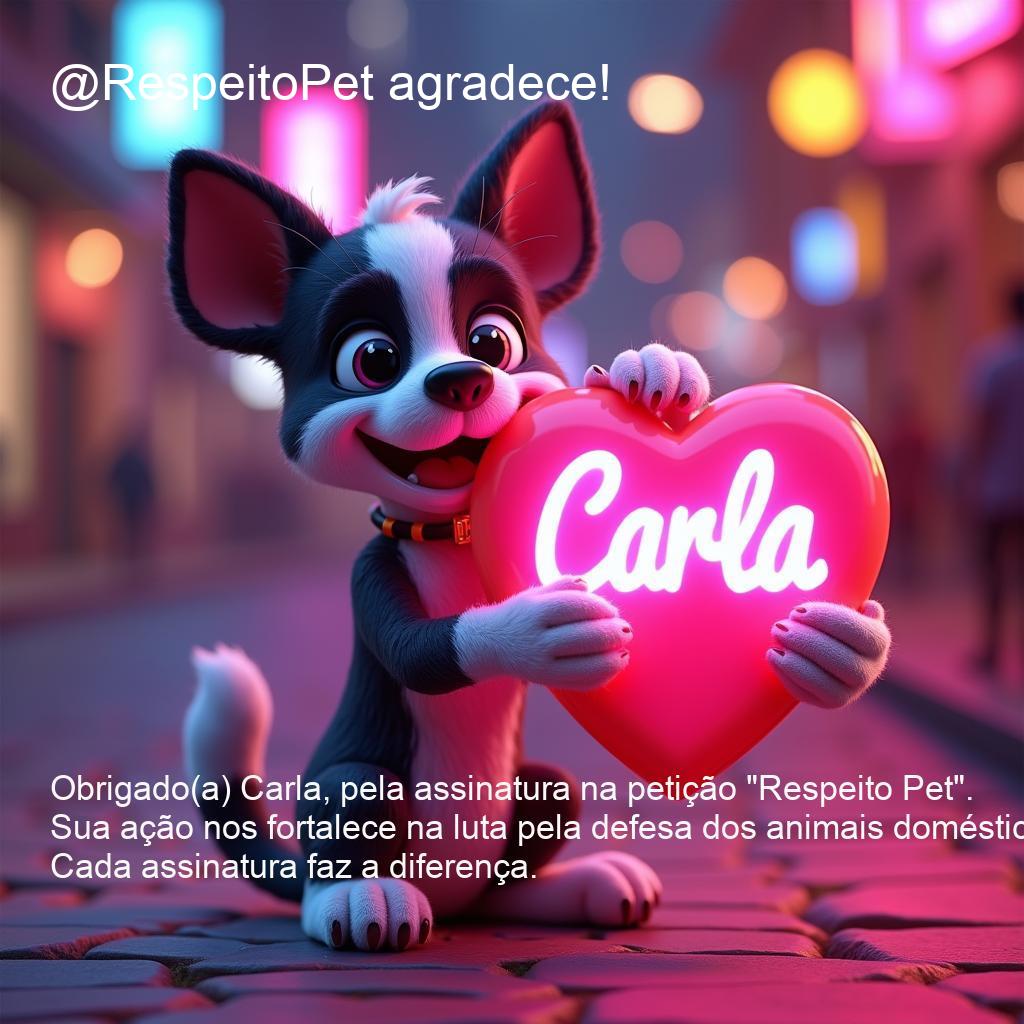 @RespeitoPet agradece!
Carla
Obrigado(a) Carla, pela assinatura na petição "Respeito Pet".
Sua ação nos fortalece na luta pela defesa dos animais doméstic
Cada assinatura faz a diferença.